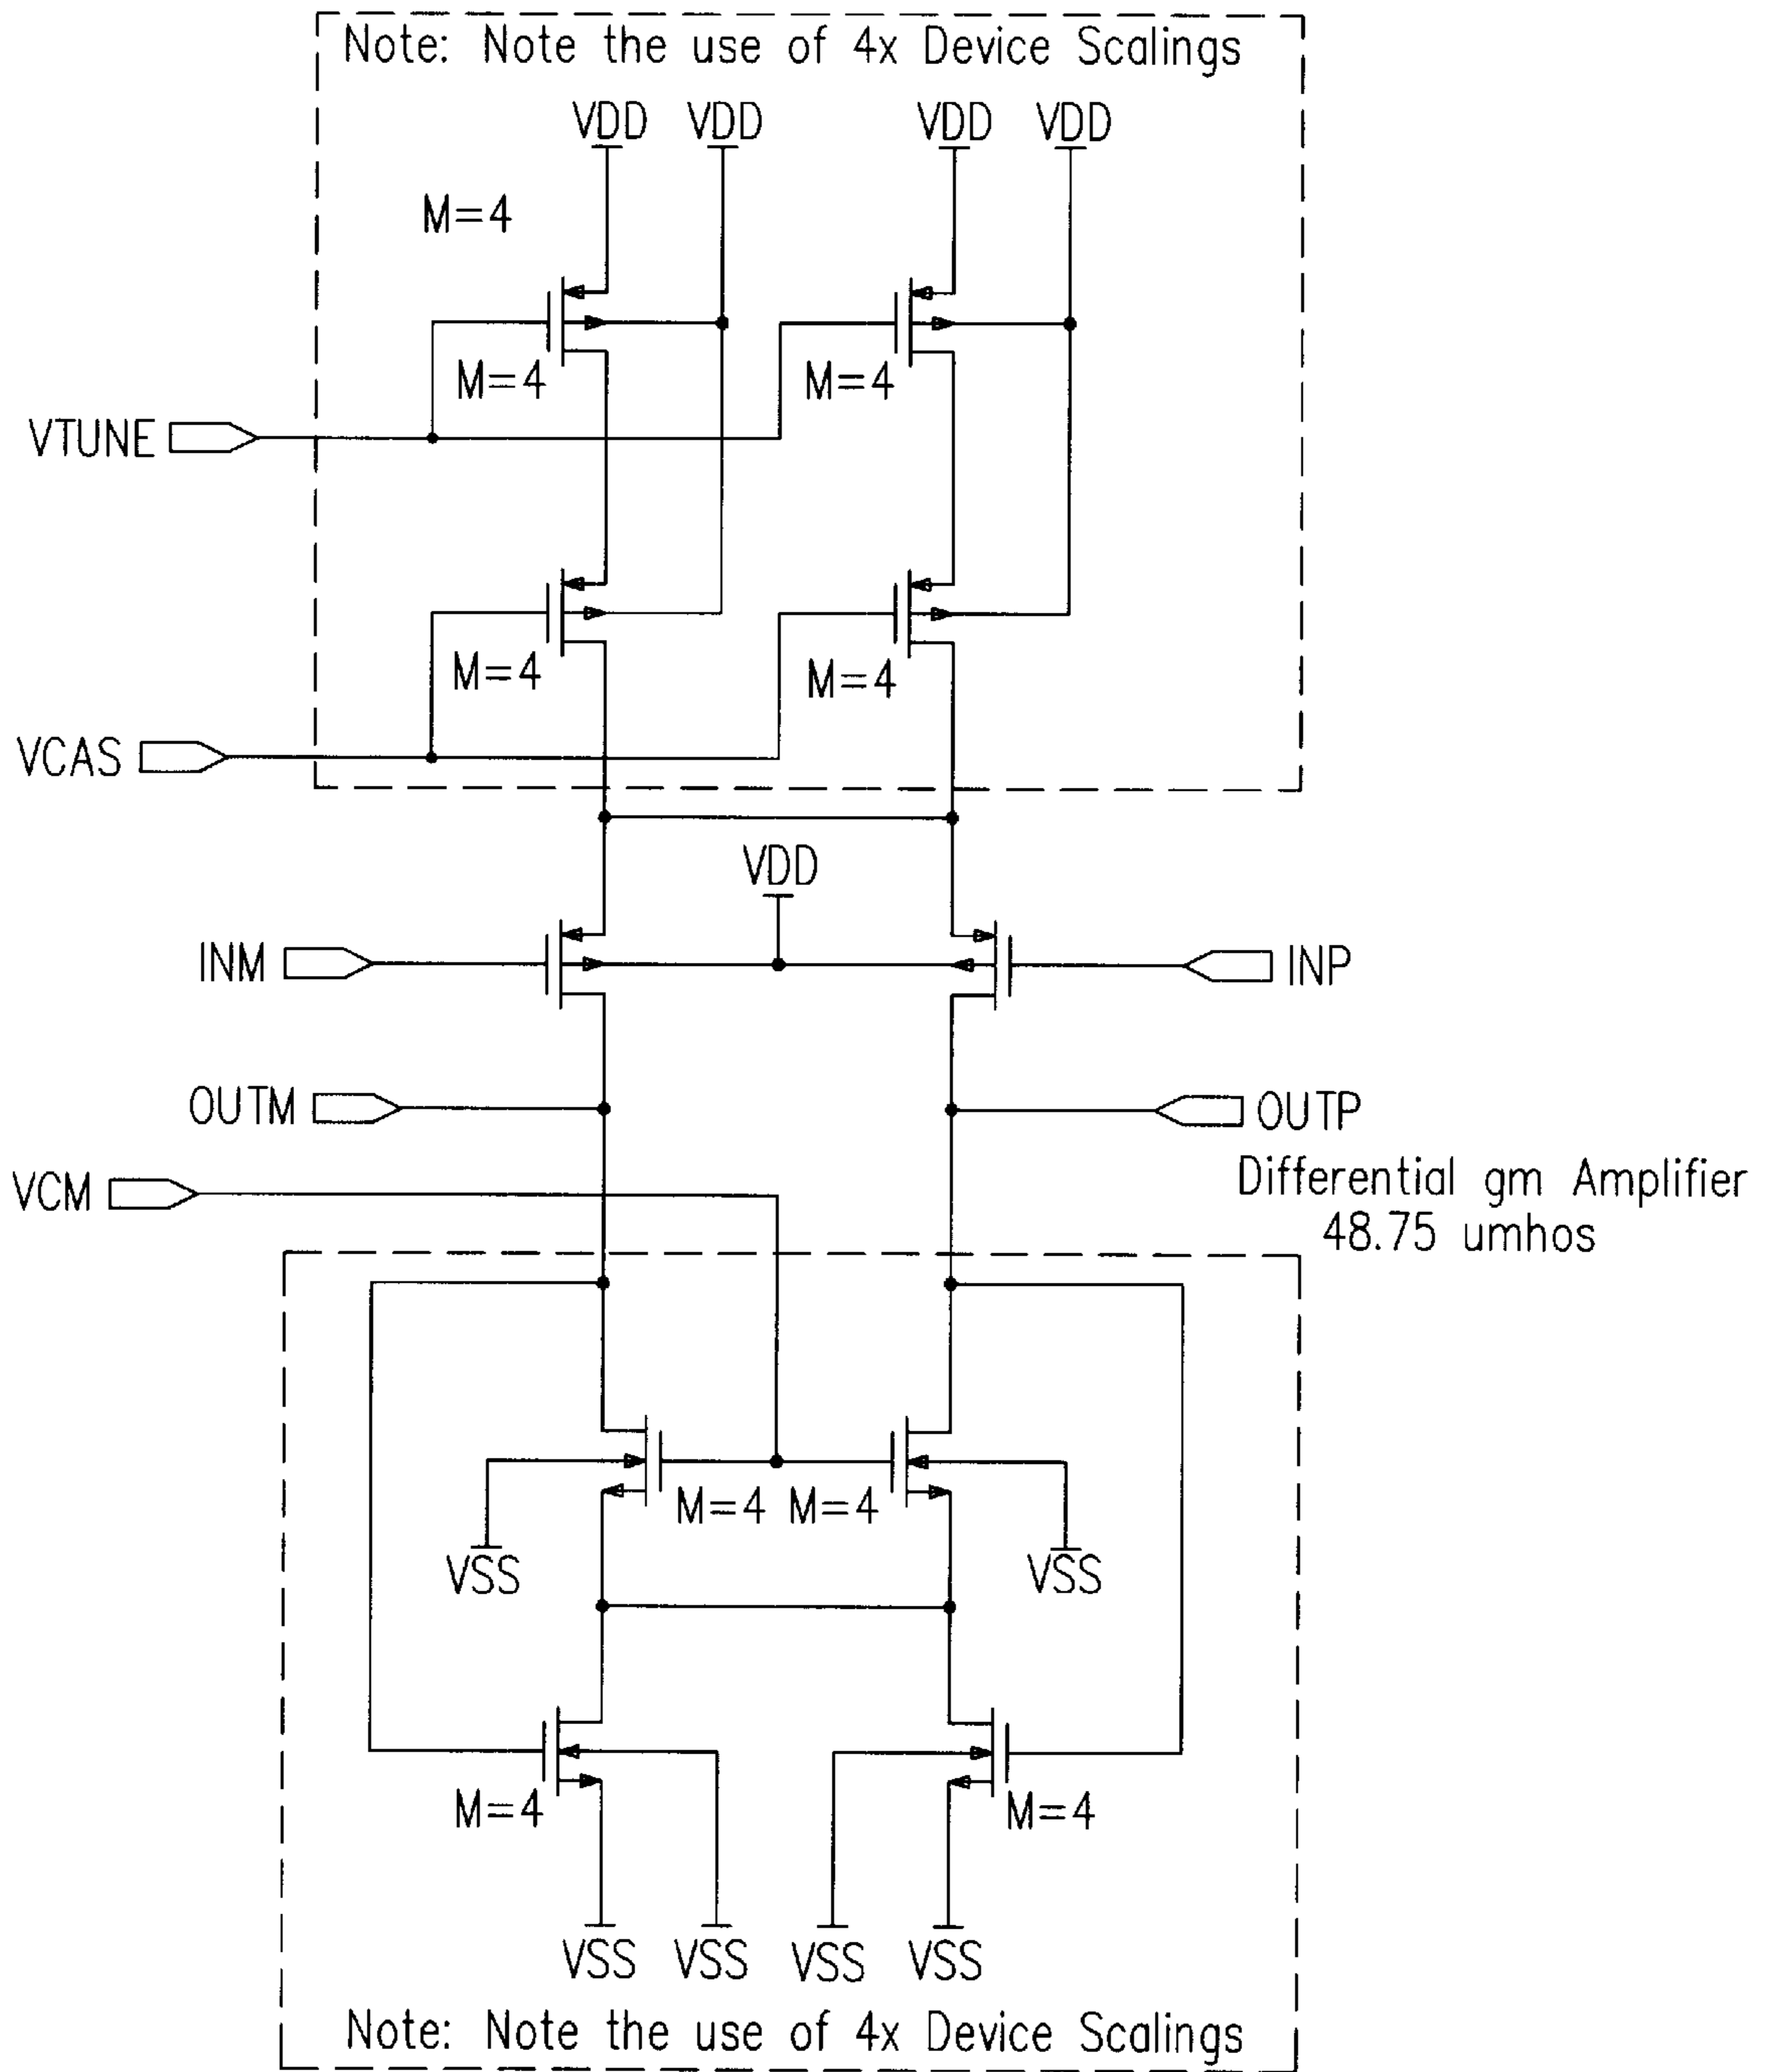 Note: Note the use of 4x Device Scalings
VDD VDD VDD VDD
M=4
M=4 M=4
VTUNE
M=4 M=4
VCAS
VDD
INM INP
OUTM OUTP
Differential gm Amplifier
VCM
48.75 umhos
M=4 M=4
VSS VSS
M=4 M=4
VSS VSS VSS VSS
Note: Note the use of 4x Device Scalings